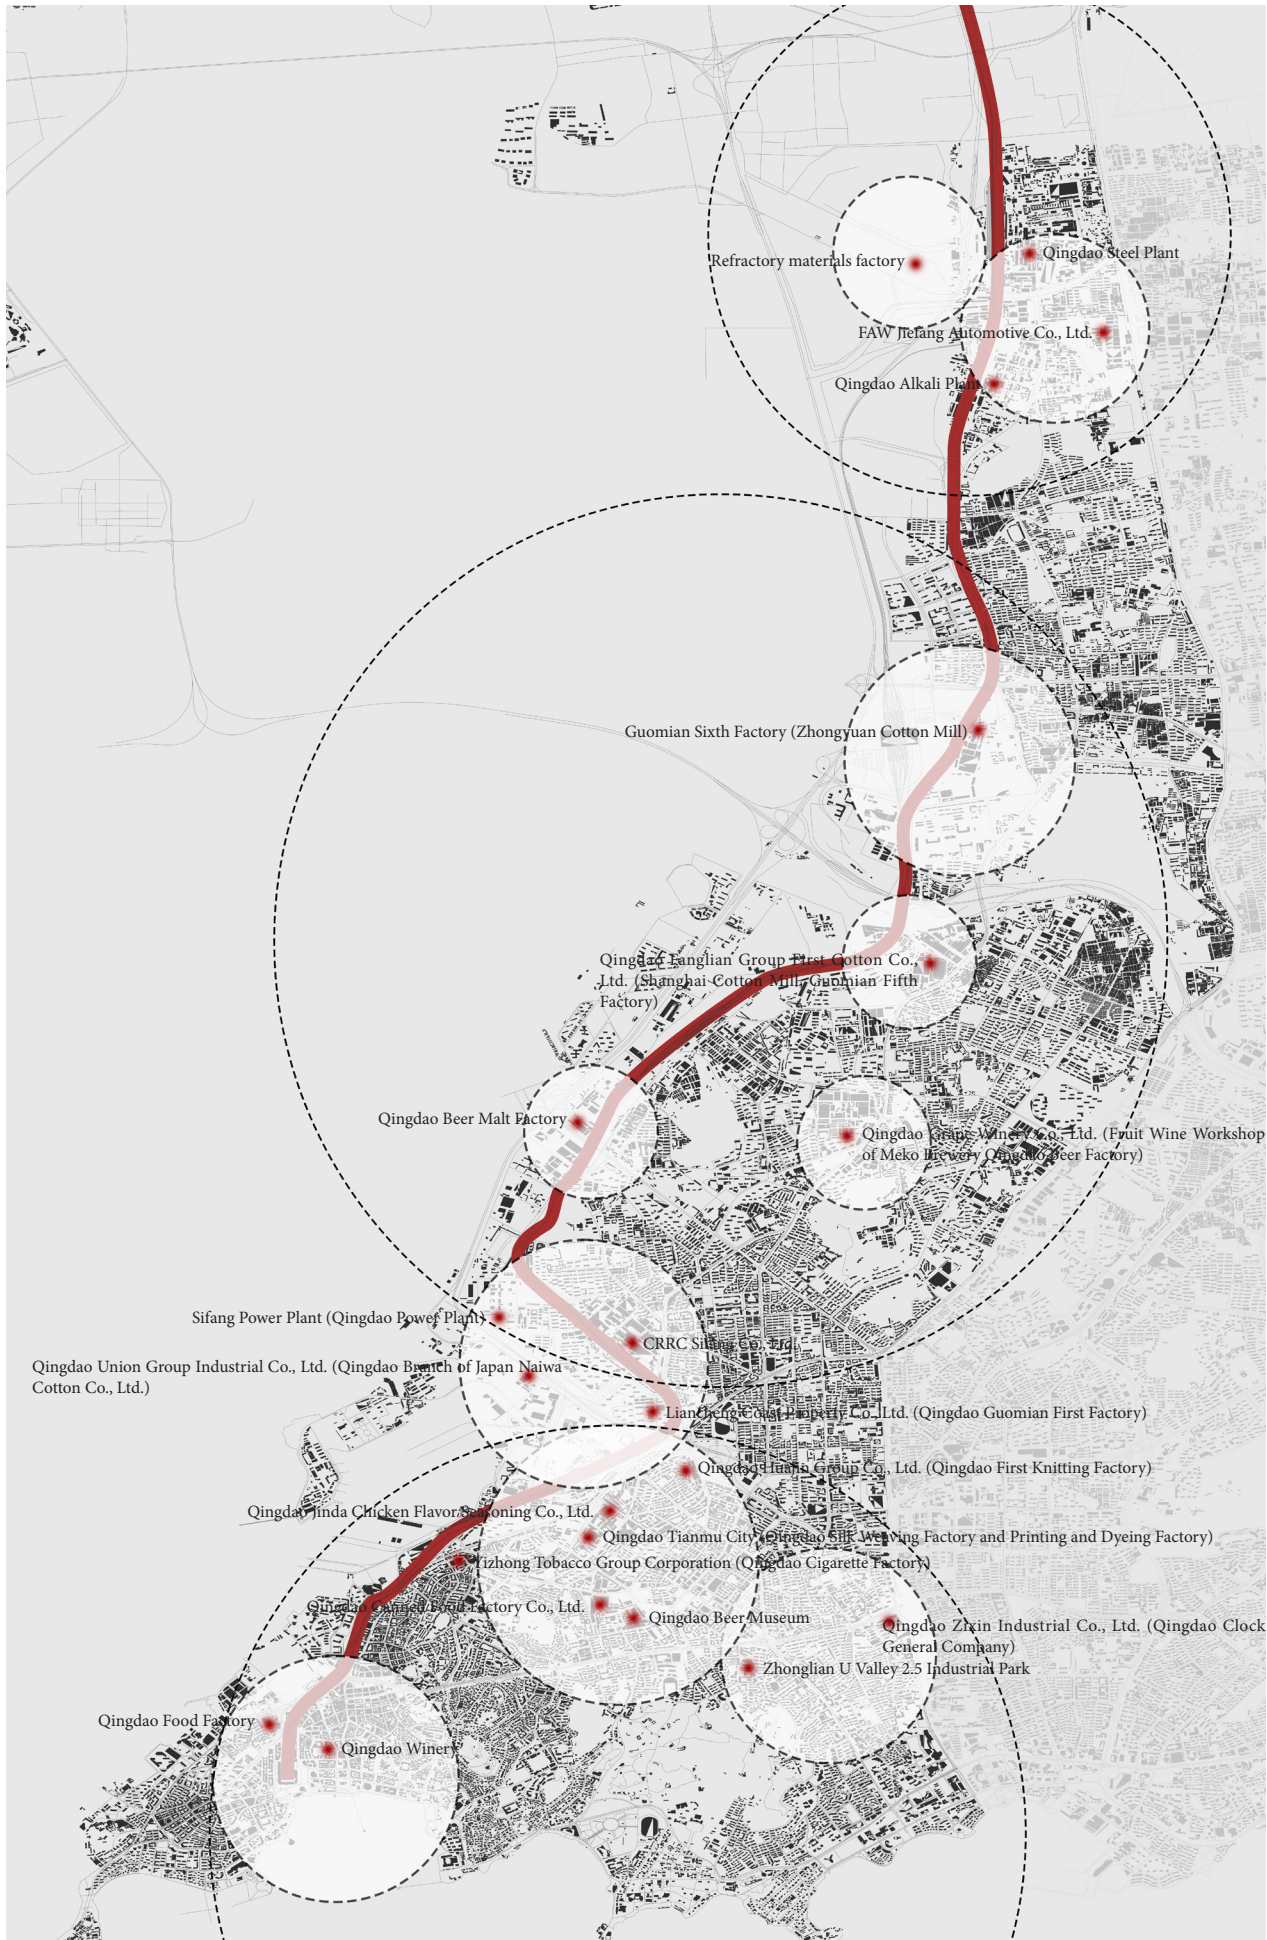 Qingdao Steel Plant
Refractory materials factory
FAW Jiefang Automotive Co., Ltd.
Qingdao Alkali Plant
Guomian Sixth Factory (Zhongyuan Cotton Mill)
Qingdao Fanglian Group First Cotton Co.,
Ltd. (Shanghai Cotton Mill, Guomian Fifth
Factory)
Qingdao Beer Malt Factory
Qingdao Grape Winery Co., Ltd. (Fruit Wine Workshop
of Meko Brewery Qingdao Beer Factory)
Sifang Power Plant (Qingdao Power Plant)
CRRC Sifang Co., Ltd.
Qingdao Union Group Industrial Co., Ltd. (Qingdao Branch of Japan Naiwa
Cotton Co., Ltd.)
Liancheng Coast Property Co., Ltd. (Qingdao Guomian First Factory)
Qingdao Huajin Group Co., Ltd. (Qingdao First Knitting Factory)
Qingdao Jinda Chicken Flavor Seasoning Co., Ltd.
Qingdao Tianmu City (Qingdao Silk Weaving Factory and Printing and Dyeing Factory)
Yizhong Tobacco Group Corporation (Qingdao Cigarette Factory)
Qingdao Canned Food Factory Co., Ltd.
Qingdao Beer Museum
Qingdao Zixin Industrial Co., Ltd. (Qingdao Clock
General Company)
Zhonglian U Valley 2.5 Industrial Park
Qingdao Food Factory
Qingdao Winery